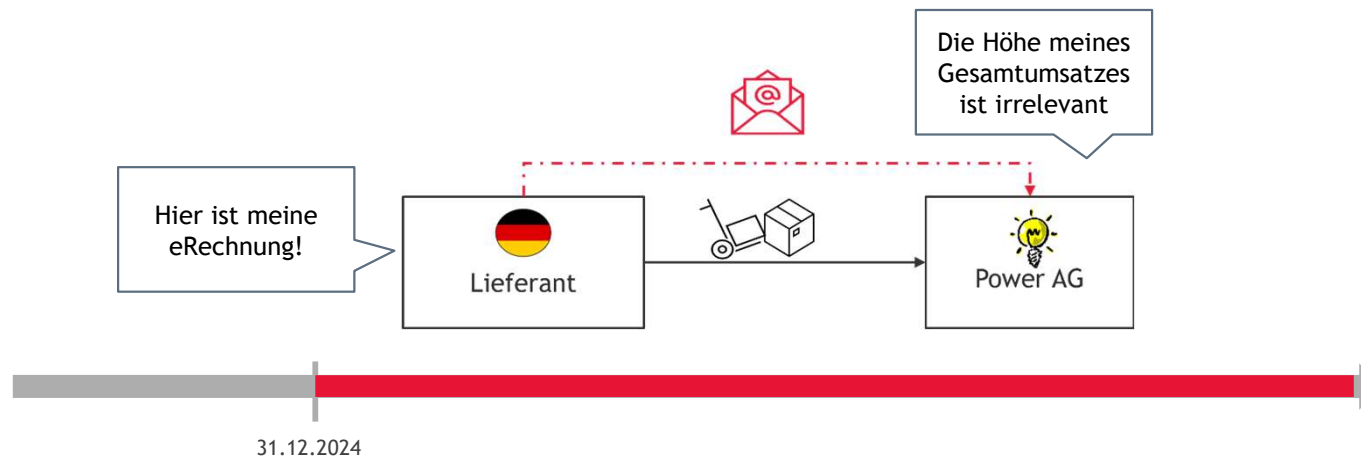 Die Höhe meines
Gesamtumsatzes
ist irrelevant
@
Hier ist meine
eRechnung!
Lieferant
Power AG
31.12.2024